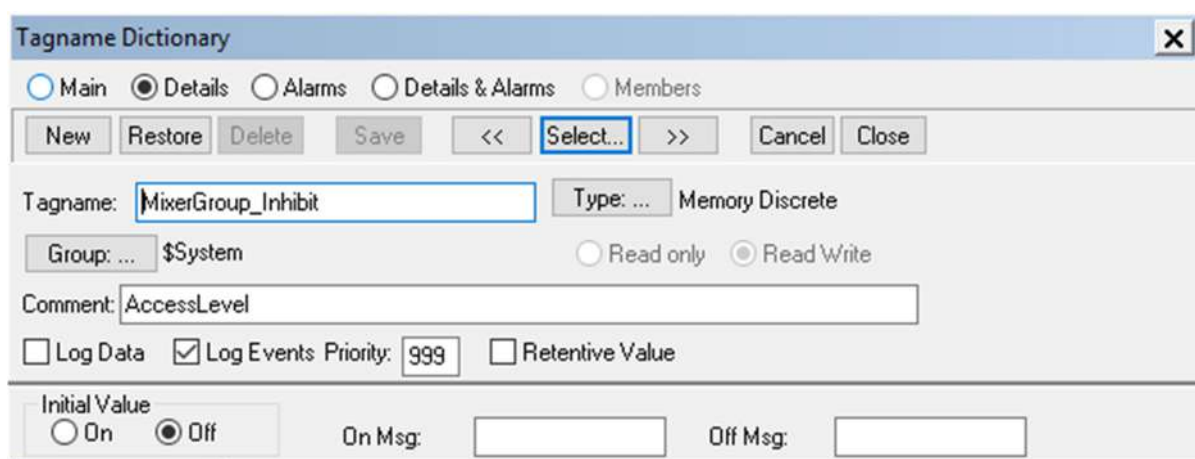 Tagname Dictionary
Main Details Alarms Details & Alarms Members
New Restore Delete Save << Select... >> Cancel Close
Tagname: MixerGroup_Inhibit Type: ... Memory Discrete
Group: ... $System Read only Read Write
Comment: AccessLevel
Log Data Log Events Priority: 999 Retentive Value
Initial Value
On Off On Msg: Off Msg: